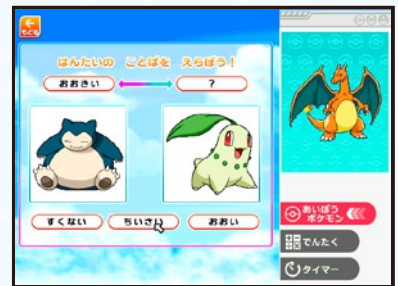 もどる
はんたいの ことばを えらぼう！
おおきい
?
すくない
ちいさい
おおい
あいぼう
ポケモン
でんたく
タイマー